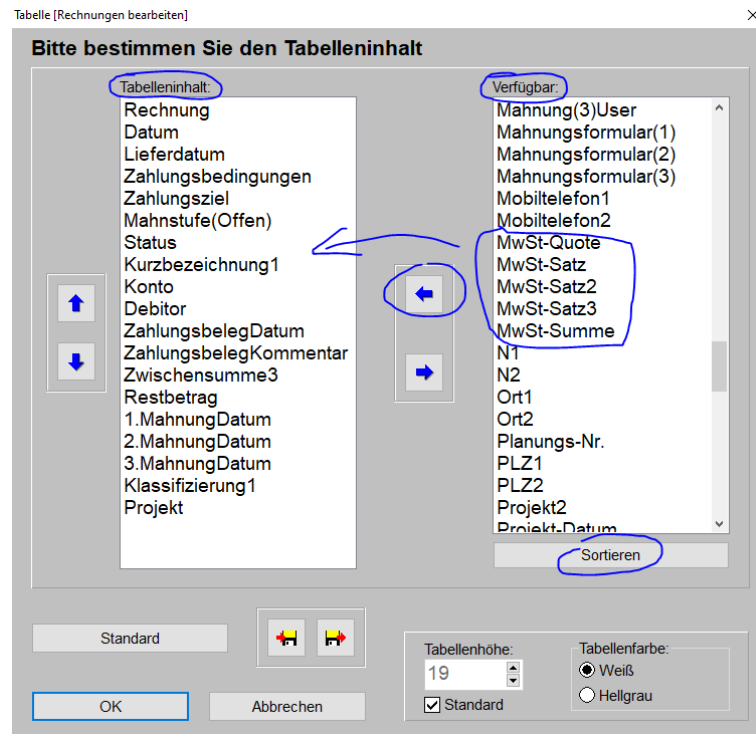 Tabelle [Rechnungen bearbeiten]
Bitte bestimmen Sie den Tabelleninhalt
Tabelleninhalt:
Rechnung
Datum
Lieferdatum
Zahlungsbedingungen
Zahlungsziel
Mahnstufe(Offen)
Status
Kurzbezeichnung1
Konto
Debitor
ZahlungsbelegDatum
ZahlungsbelegKommentar
Zwischensumme3
Restbetrag
1.MahnungDatum
2.MahnungDatum
3.MahnungDatum
Klassifizierung1
Projekt
Verfügbar:
Mahnung(3)User
Mahnungsformular(1)
Mahnungsformular(2)
Mahnungsformular(3)
Mobiltelefon1
Mobiltelefon2
MwSt-Quote
MwSt-Satz
MwSt-Satz2
MwSt-Satz3
MwSt-Summe
N1
N2
Ort1
Ort2
Planungs-Nr.
PLZ1
PLZ2
Projekt2
Projekt-Datum
Sortieren
Standard
Tabellenhöhe:
19
Standard
Tabellenfarbe:
Weiß
Hellgrau
OK
Abbrechen